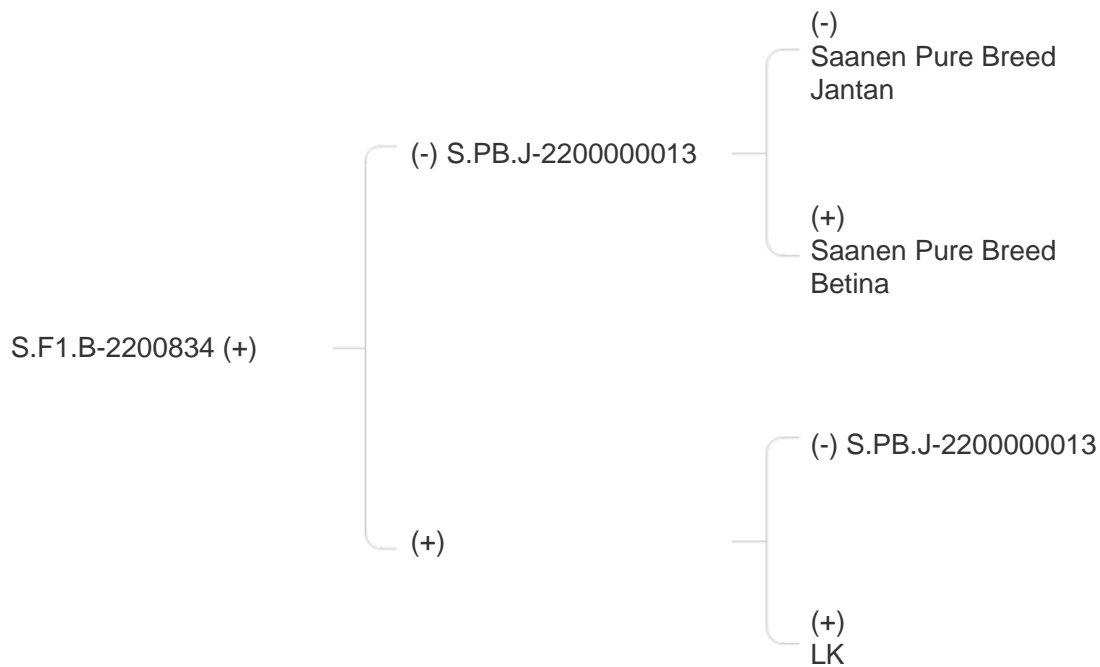 (-)
Saanen Pure Breed
Jantan
(-) S.PB.J-2200000013
(+)
Saanen Pure Breed
Betina
S.F1.B-2200834 (+)
(-) S.PB.J-2200000013
(+)
(+)
LK